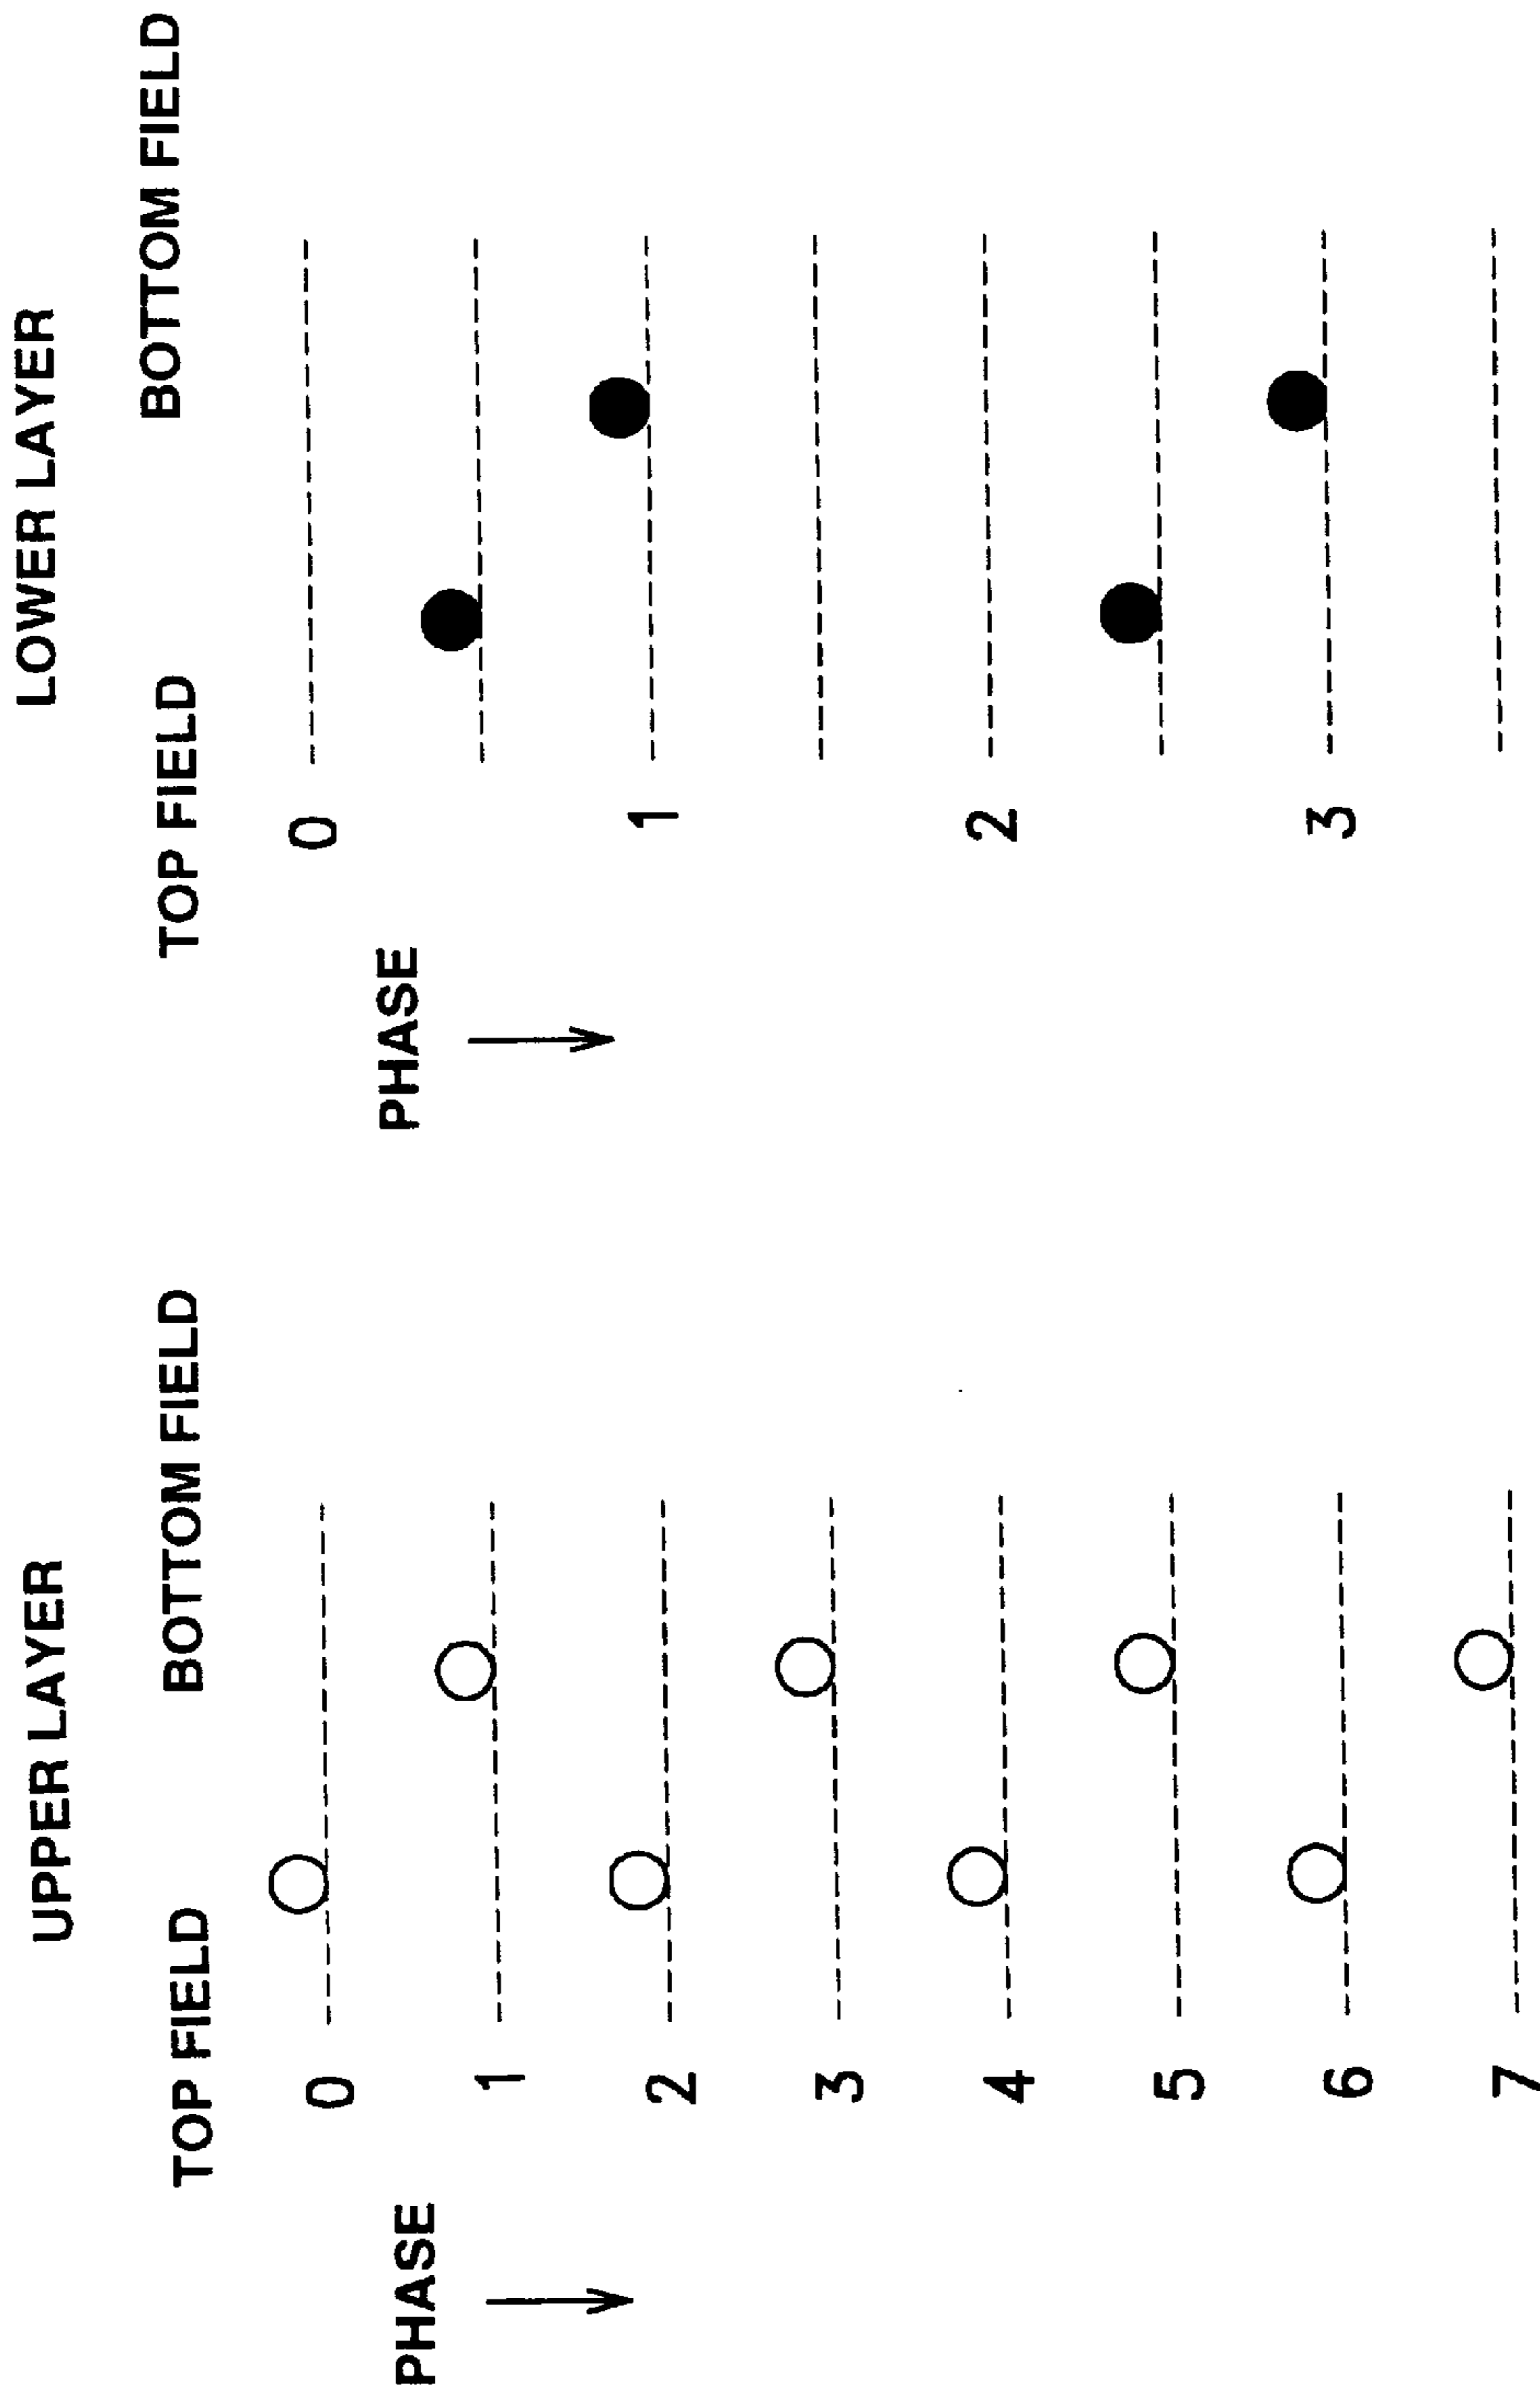 UPPER LAYER
TOP FIELD
BOTTOM FIELD
PHASE
0
1
2
3
4
5
6
7
LOWER LAYER
TOP FIELD
BOTTOM FIELD
PHASE
0
1
2
3